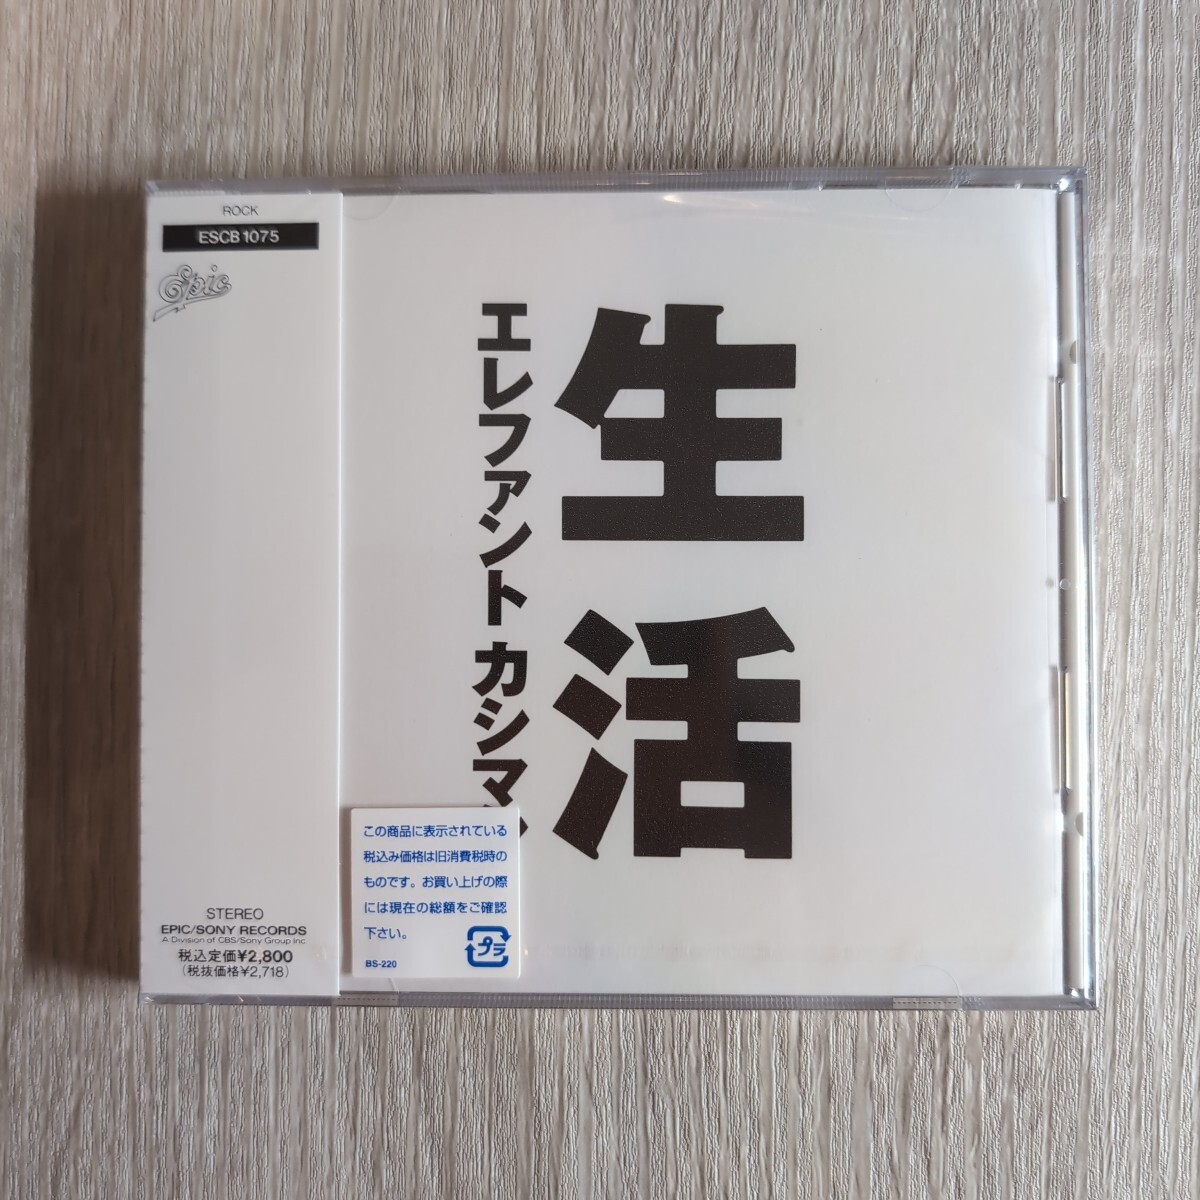 ROCK
ESCB 1075
Epic
STEREO
EPIC/SONY RECORDS
A Division of CBS/Sony Group Inc
税込定価¥2,800
(税抜価格¥2,718)
生活
エレファント カシマ
この商品に表示されている
税込み価格は旧消費税時の
ものです。お買い上げの際
には現在の総額をご確認
下さい。
BS-220
プラ